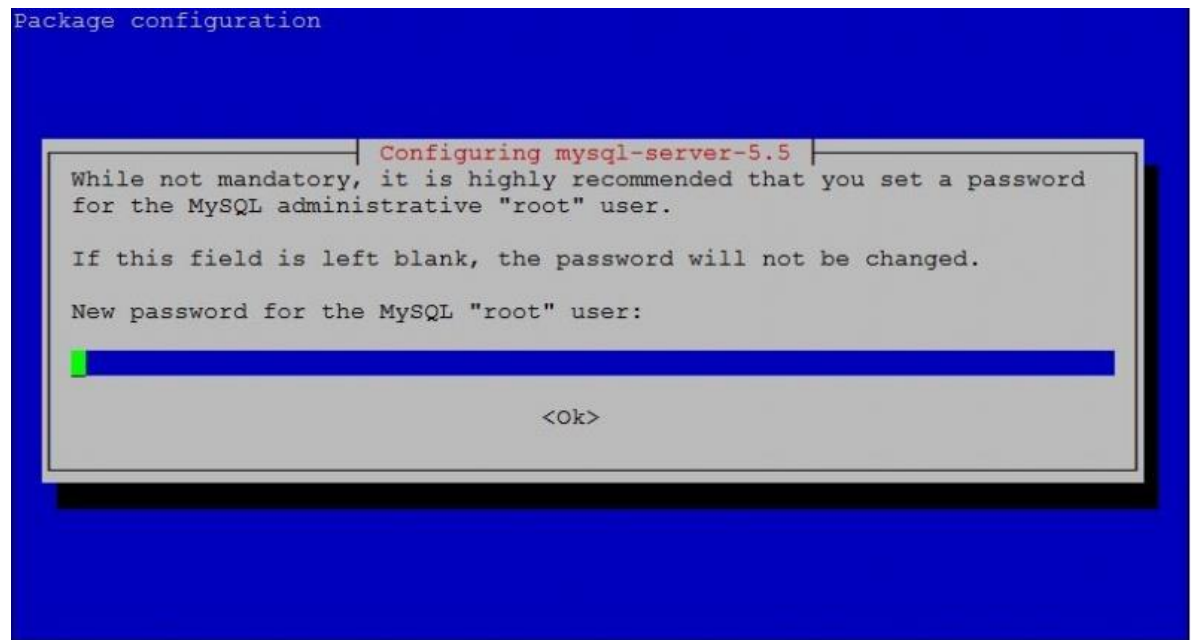 Package configuration
Configuring mysql-server-5.5
While not mandatory, it is highly recommended that you set a password
for the MySQL administrative "root" user.
If this field is left blank, the password will not be changed.
New password for the MySQL "root" user:
<Ok>